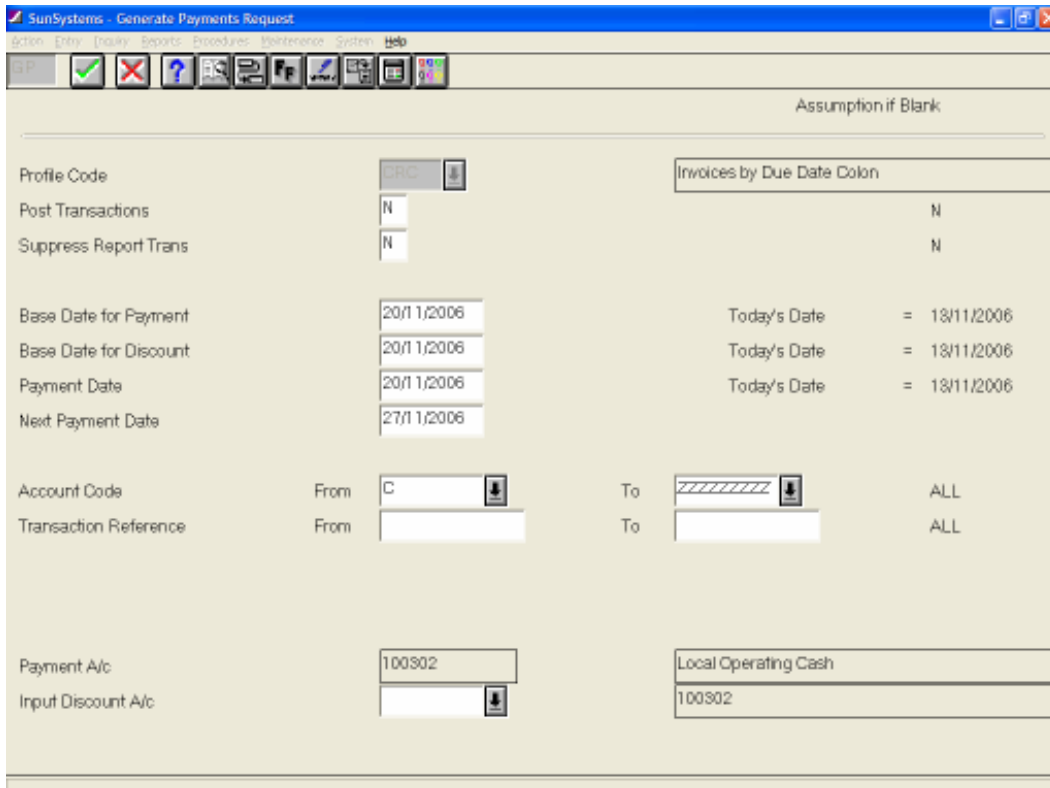 SunSystems - Generate Payments Request
Action Entry Inquiry Reports Procedures Maintenence System Help
GP
Assumption if Blank
Profile Code CRC Invoices by Due Date Colon
Post Transactions N N
Suppress Report Trans N N
Base Date for Payment 20/11/2006 Today's Date = 13/11/2006
Base Date for Discount 20/11/2006 Today's Date = 13/11/2006
Payment Date 20/11/2006 Today's Date = 13/11/2006
Next Payment Date 27/11/2006
Account Code From C To ZZZZZZZZZZ ALL
Transaction Reference From To ALL
Payment A/c 100302 Local Operating Cash
Input Discount A/c 100302